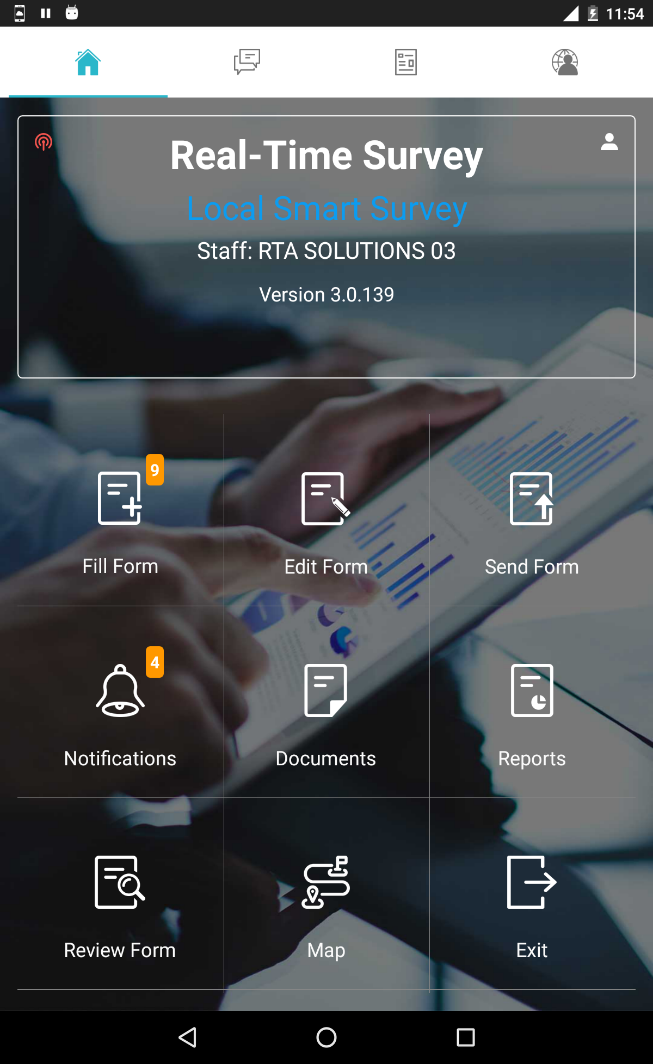 11:54
Real-Time Survey
Local Smart Survey
Staff: RTA SOLUTIONS 03
Version 3.0.139
9
Fill Form
Edit Form
Send Form
4
Notifications
Documents
Reports
Review Form
Map
Exit